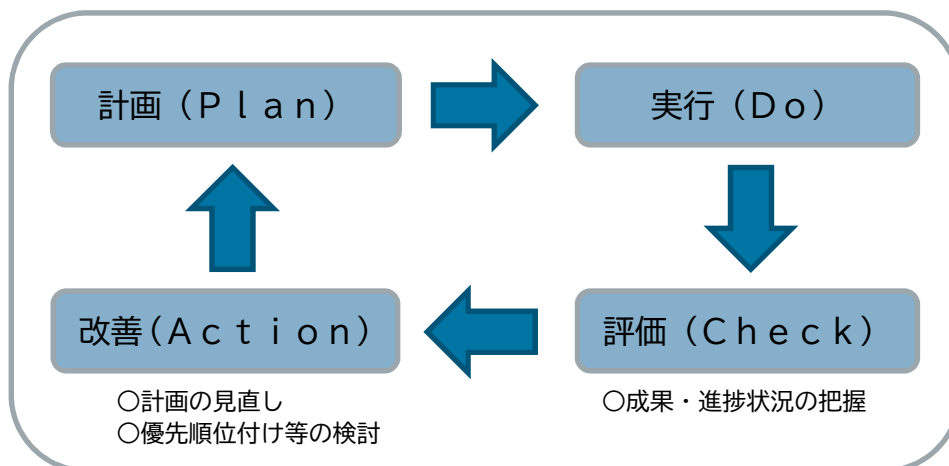 計画（Ｐｌａｎ）
実行（Ｄｏ）
改善（Ａｃｔｉｏｎ）
評価（Ｃｈｅｃｋ）
○計画の見直し
○優先順位付け等の検討
○成果・進捗状況の把握